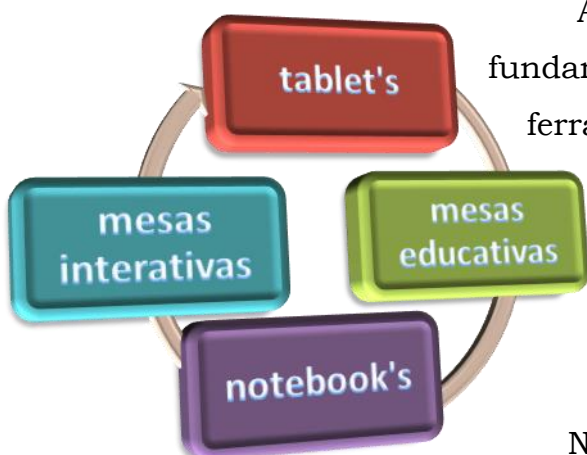 tablet's
mesas
educativas
notebook's
mesas
interativas